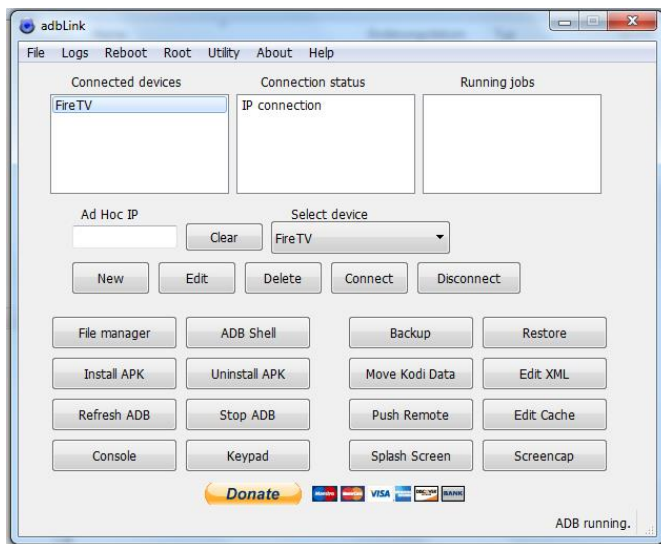 adbLink
File Logs Reboot Root Utility About Help
Connected devices Connection status Running jobs
FireTV IP connection
Ad Hoc IP Select device
Clear FireTV
New Edit Delete Connect Disconnect
File manager ADB Shell Backup Restore
Install APK Uninstall APK Move Kodi Data Edit XML
Refresh ADB Stop ADB Push Remote Edit Cache
Console Keypad Splash Screen Screencap
Donate VISA BANK
ADB running.